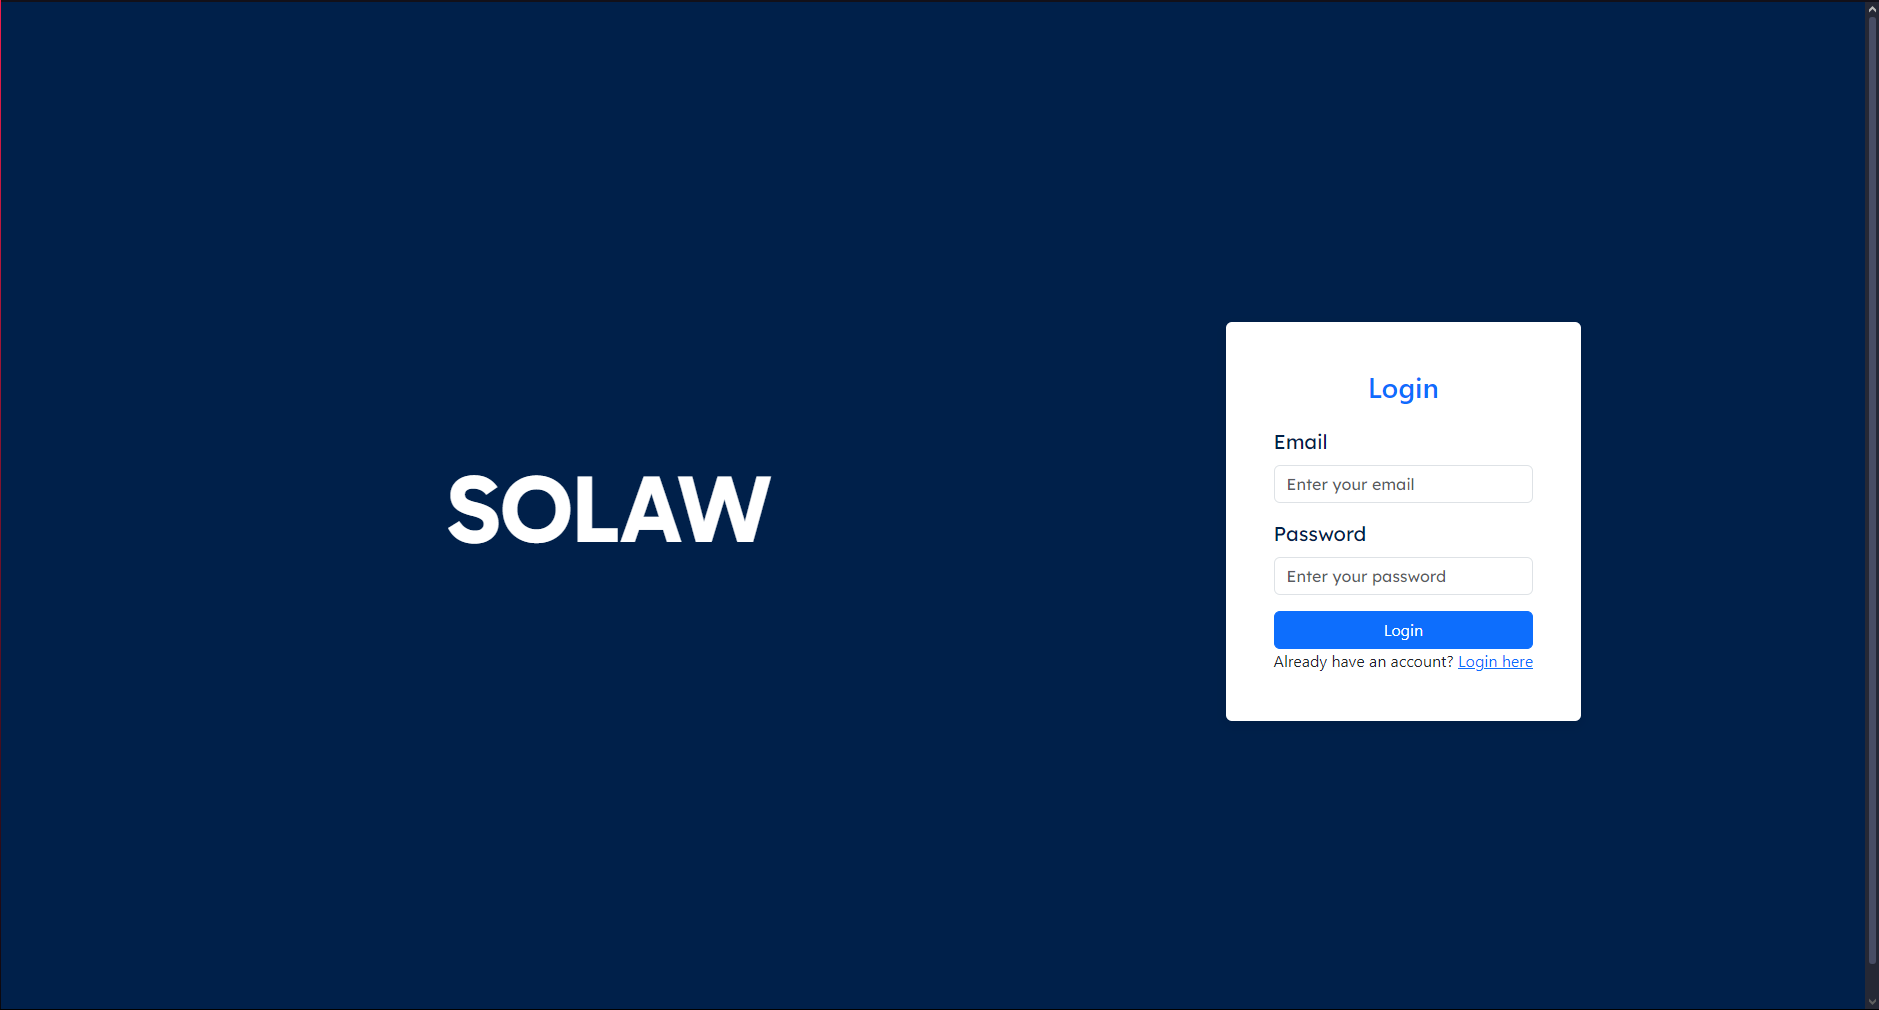 SOLAW
Login
Email
Enter your email
Password
Enter your password
Login
Already have an account? Login here